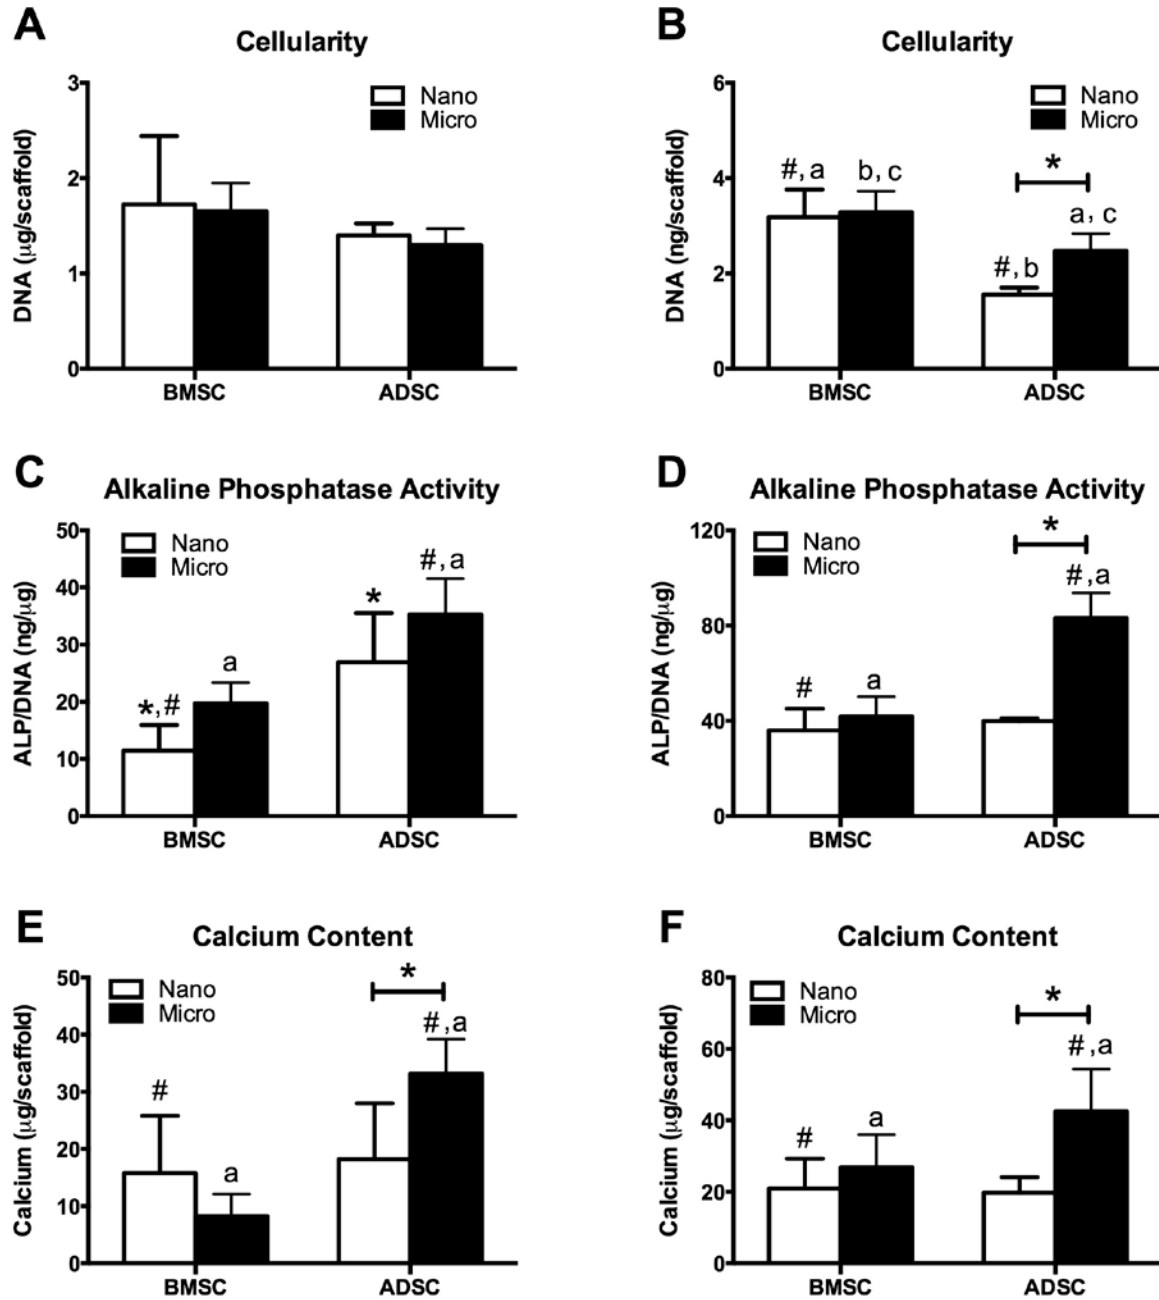 A
Cellularity
DNA (μg/scaffold)
3
2
1
0
Nano
Micro
BMSC
ADSC
B
Cellularity
DNA (ng/scaffold)
6
4
2
0
Nano
Micro
#,a
b, c
#,b
*
a, c
BMSC
ADSC
C
Alkaline Phosphatase Activity
ALP/DNA (ng/μg)
50
40
30
20
10
0
Nano
Micro
*,#
a
*
#,a
BMSC
ADSC
D
Alkaline Phosphatase Activity
ALP/DNA (ng/μg)
120
80
40
0
Nano
Micro
#
a
*
#,a
BMSC
ADSC
E
Calcium Content
Calcium (μg/scaffold)
50
40
30
20
10
0
Nano
Micro
#
a
*
#,a
BMSC
ADSC
F
Calcium Content
Calcium (μg/scaffold)
80
60
40
20
0
Nano
Micro
#
a
*
#,a
BMSC
ADSC